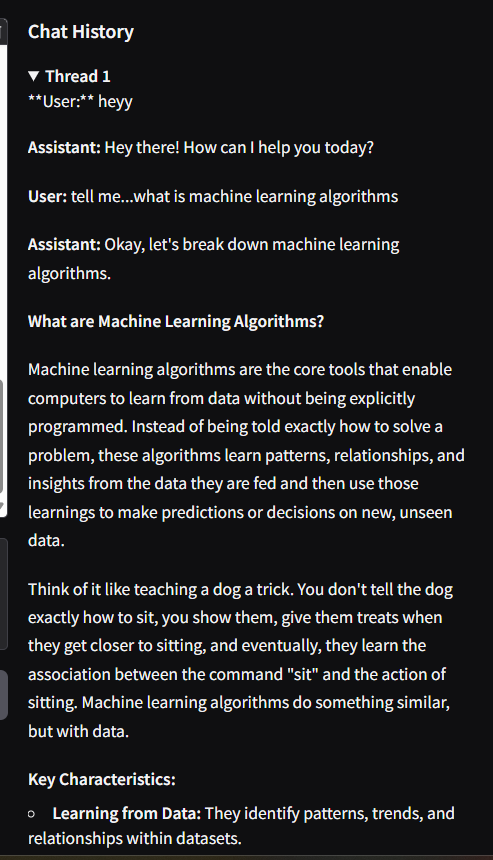 Chat History
▼ Thread 1
**User:** heyy
Assistant: Hey there! How can I help you today?
User: tell me...what is machine learning algorithms
Assistant: Okay, let's break down machine learning
algorithms.
What are Machine Learning Algorithms?
Machine learning algorithms are the core tools that enable
computers to learn from data without being explicitly
programmed. Instead of being told exactly how to solve a
problem, these algorithms learn patterns, relationships, and
insights from the data they are fed and then use those
learnings to make predictions or decisions on new, unseen
data.
Think of it like teaching a dog a trick. You don't tell the dog
exactly how to sit, you show them, give them treats when
they get closer to sitting, and eventually, they learn the
association between the command "sit" and the action of
sitting. Machine learning algorithms do something similar,
but with data.
Key Characteristics:
○ Learning from Data: They identify patterns, trends, and
relationships within datasets.